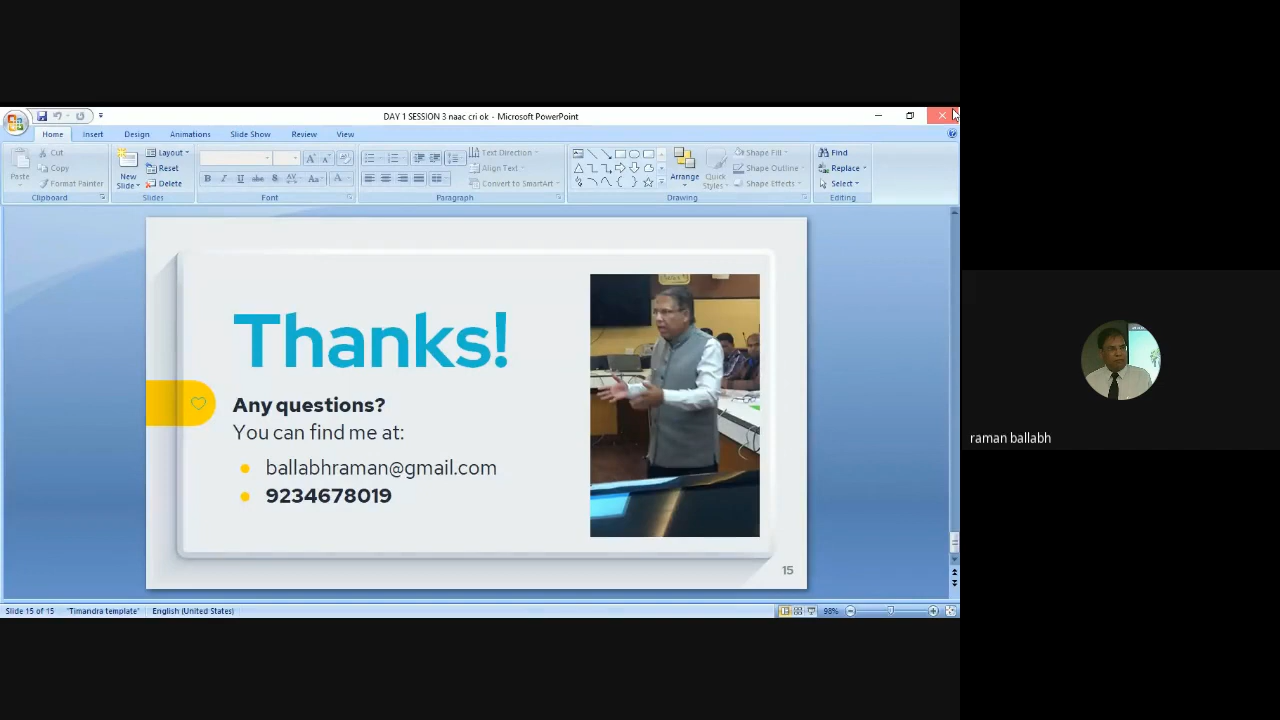 DAY 1 SESSION 3 naac cri ok - Microsoft PowerPoint
Home Insert Design Animations Slide Show Review View
Paste
Cut
Copy
Format Painter
Clipboard
New Slide
Layout
Reset
Delete
Slides
B I U abc S AV Aa A
Font
Paragraph
Text Direction
Align Text
Convert to SmartArt
Arrange
Quick Styles
Shape Fill
Shape Outline
Shape Effects
Drawing
Find
Replace
Select
Editing
Thanks!
Any questions?
You can find me at:
ballabhraman@gmail.com
9234678019
15
raman ballabh
Slide 15 of 15 "Timandra template" English (United States) 98%